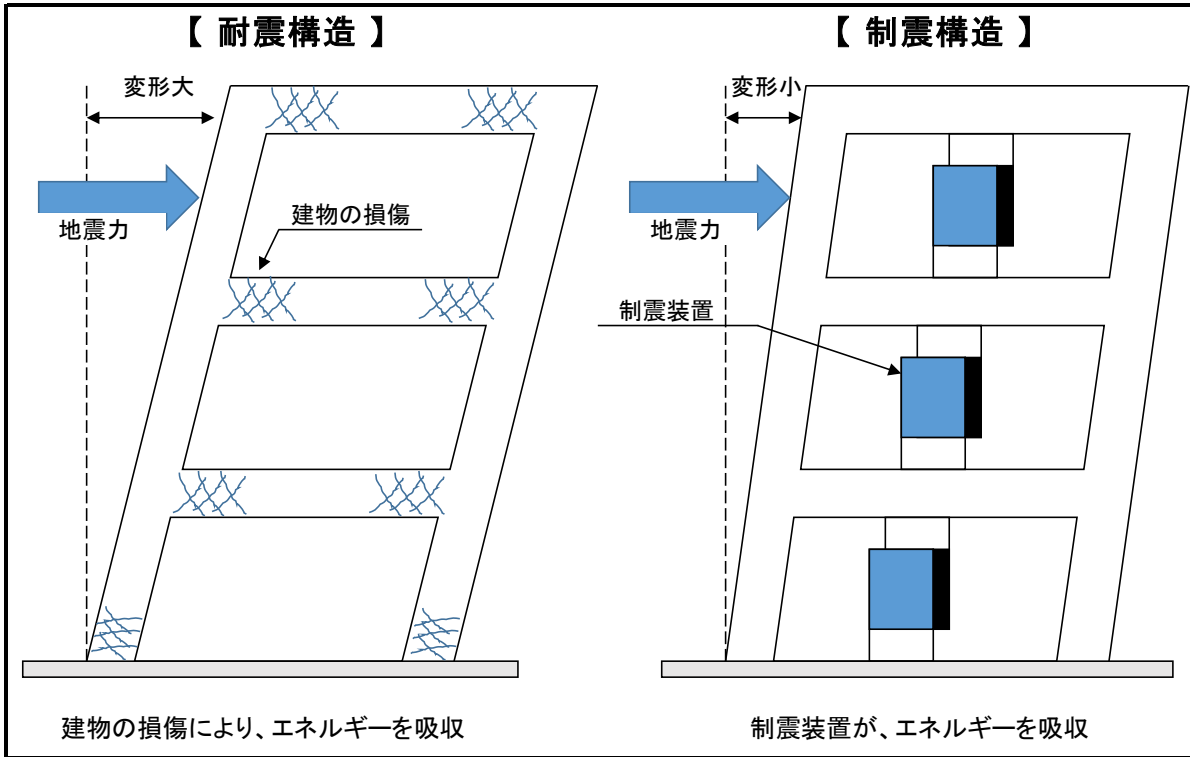 【 耐震構造 】
変形大
地震力
建物の損傷
建物の損傷により、エネルギーを吸収
【 制震構造 】
変形小
地震力
制震装置
制震装置が、エネルギーを吸収